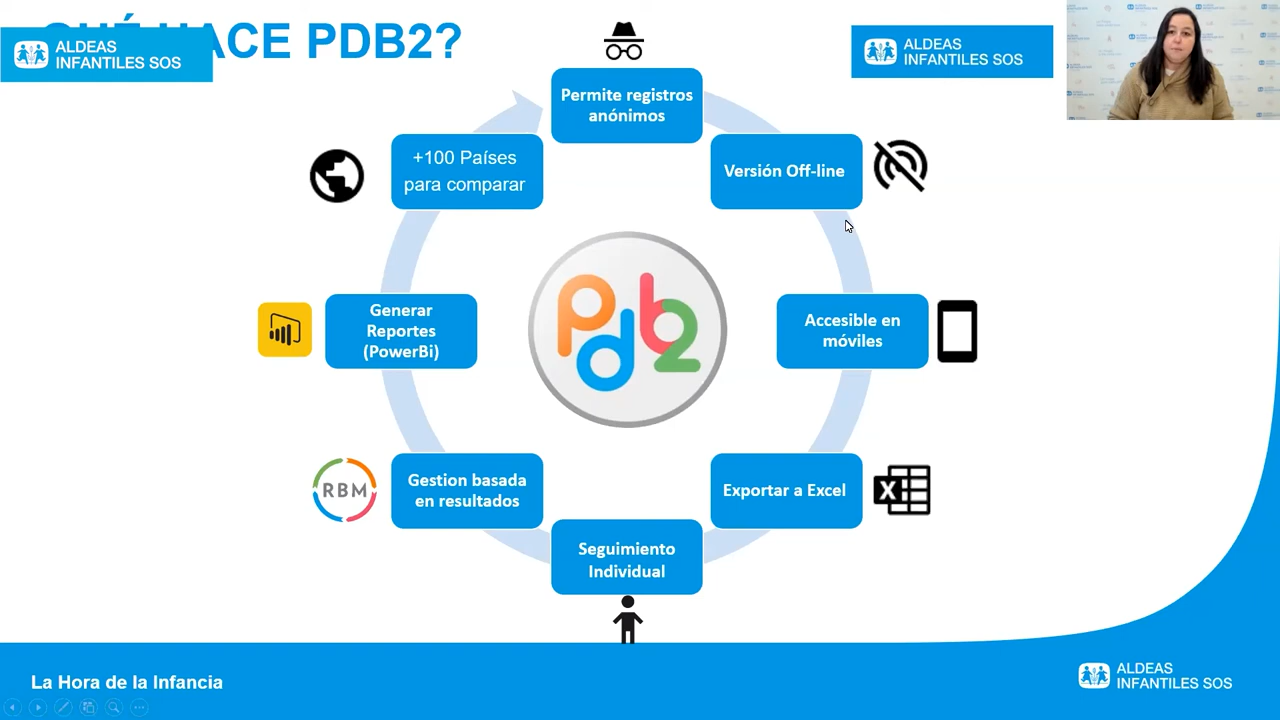 ACE PDB2?
ALDEAS
INFANTILES SOS
ALDEAS
INFANTILES SOS
Permite registros
anónimos
+100 Países
para comparar
Versión Off-line
Generar
Reportes
(PowerBi)
pdb2
Accesible en
móviles
RBM
Gestion basada
en resultados
Exportar a Excel
X
Seguimiento
Individual
La Hora de la Infancia
ALDEAS
INFANTILES SOS